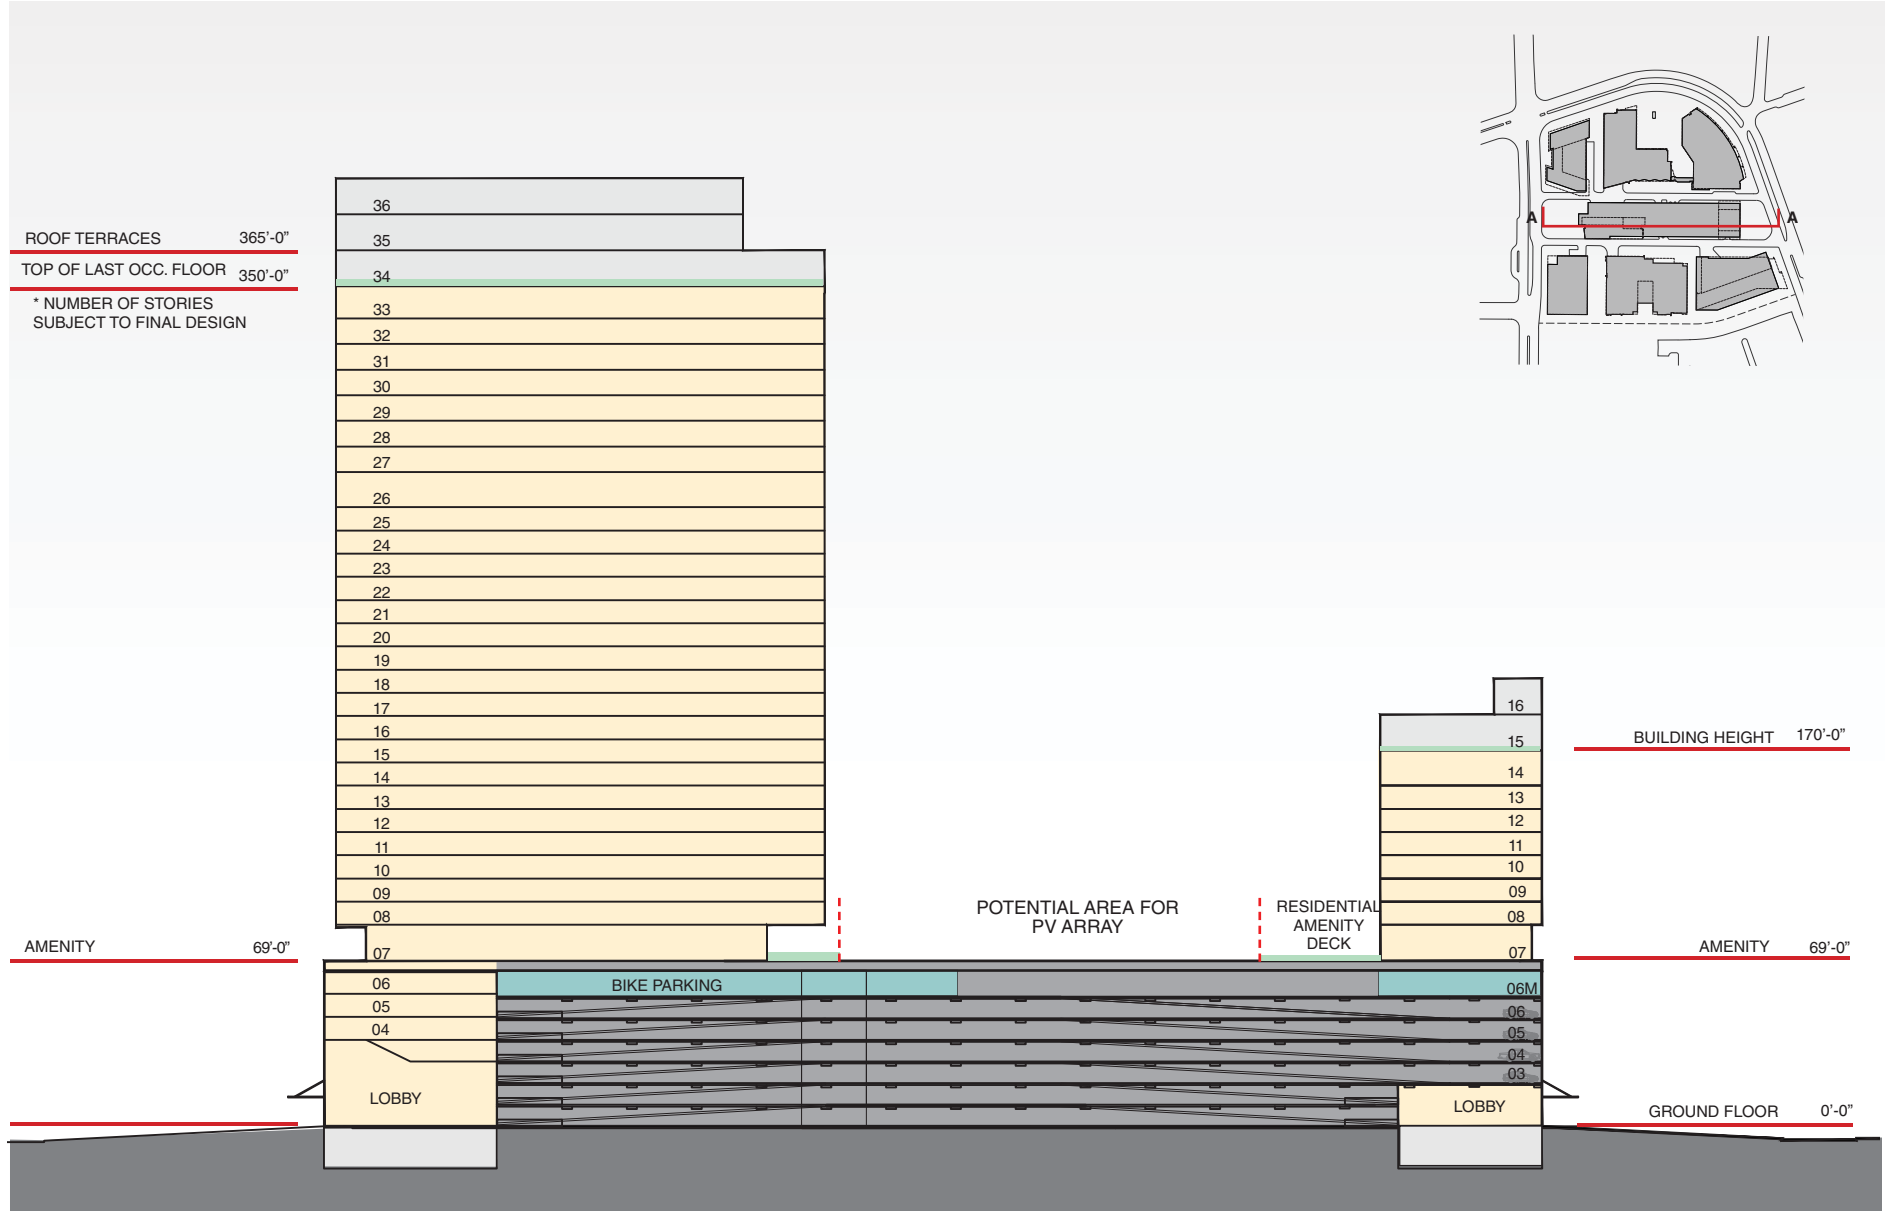 A
A
36
35
34
33
32
31
30
29
28
27
26
25
24
23
22
21
20
19
18
17
16
15
14
13
12
11
10
09
08
07
06
05
04
LOBBY
ROOF TERRACES 365'-0"
TOP OF LAST OCC. FLOOR 350'-0"
* NUMBER OF STORIES
SUBJECT TO FINAL DESIGN
AMENITY 69'-0"
BIKE PARKING
POTENTIAL AREA FOR
PV ARRAY
RESIDENTIAL
AMENITY
DECK
16
15
14
13
12
11
10
09
08
07
06M
06
05
04
03
LOBBY
BUILDING HEIGHT 170'-0"
AMENITY 69'-0"
GROUND FLOOR 0'-0"